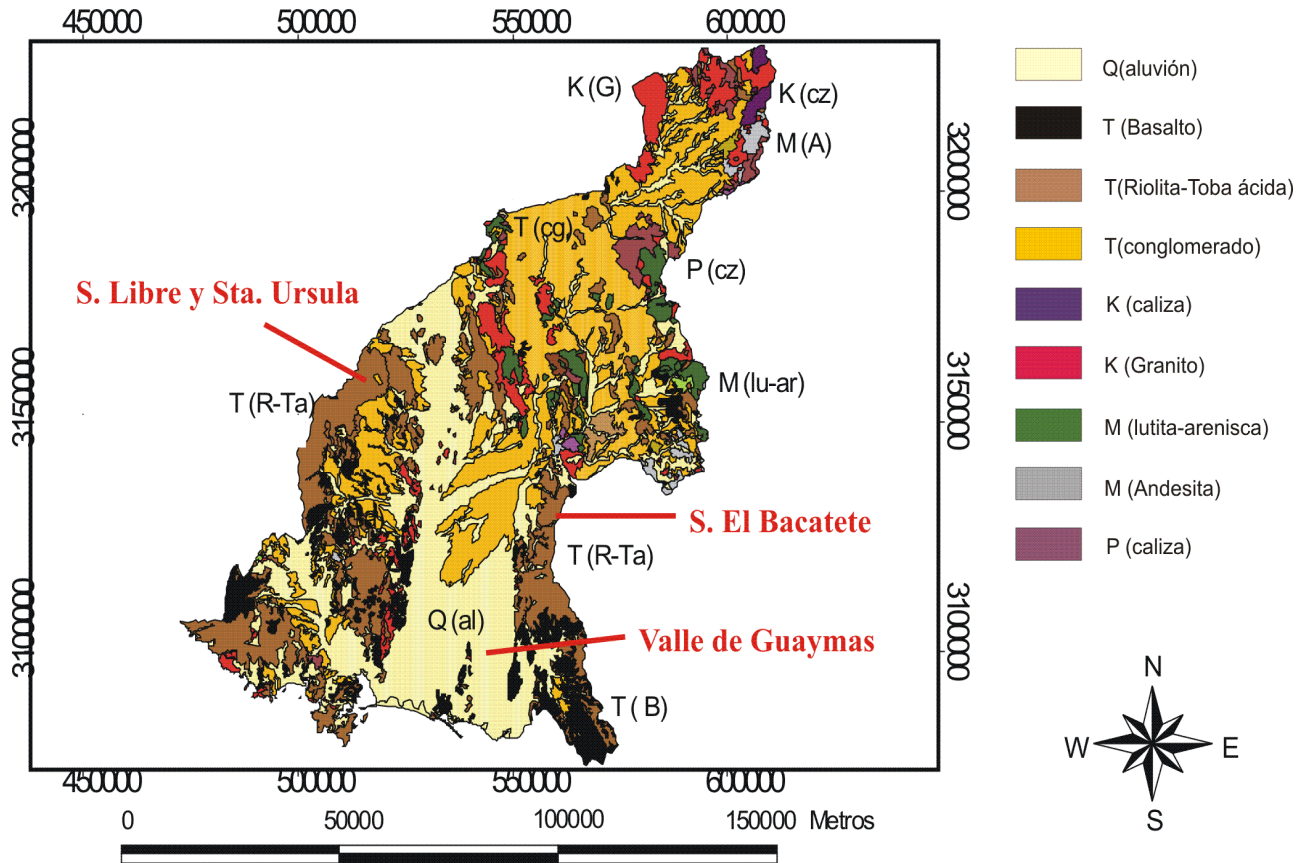 450000 500000 550000 600000
K (G)
K (cz)
M (A)
3200000
3200000
T (cg)
P (cz)
S. Libre y Sta. Ursula
T (R-Ta)
M (lu-ar)
3150000
3150000
S. El Bacatete
T (R-Ta)
Q (al)
Valle de Guaymas
3100000
3100000
T ( B)
450000 500000 550000 600000
0 50000 100000 150000 Metros
Q(aluvión)
T (Basalto)
T(Riolita-Toba ácida)
T(conglomerado)
K (caliza)
K (Granito)
M (lutita-arenisca)
M (Andesita)
P (caliza)
N
W E
S